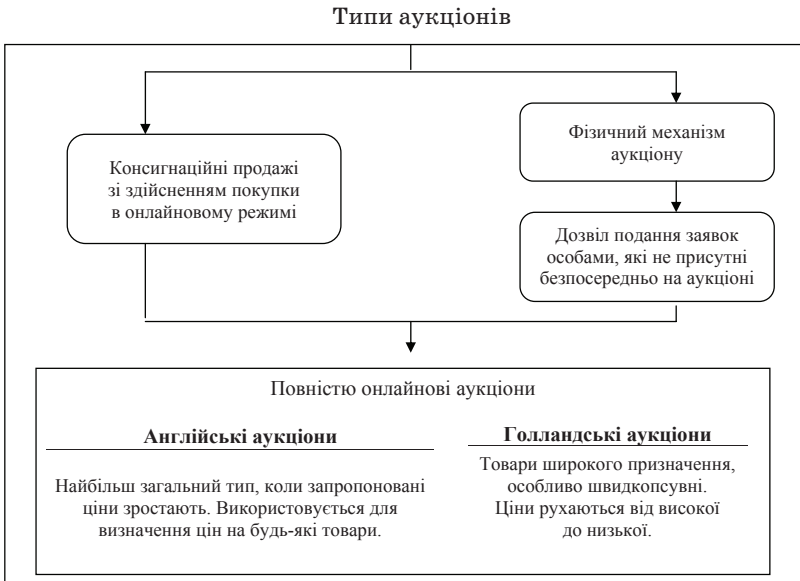 Типи аукціонів
Консигнаційні продажі
зі здійсненням покупки
в онлайновому режимі
Фізичний механізм
аукціону
Дозвіл подання заявок
особами, які не присутні
безпосередньо на аукціоні
Повністю онлайнові аукціони
Англійські аукціони
Найбільш загальний тип, коли запропоновані
ціни зростають. Використовується для
визначення цін на будь-які товари.
Голландські аукціони
Товари широкого призначення,
особливо швидкопсувні.
Ціни рухаються від високої
до низької.